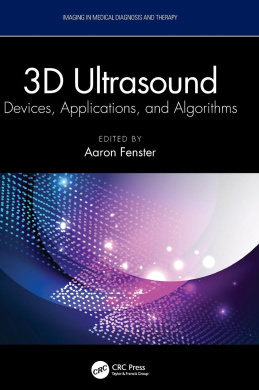 IMAGING IN MEDICAL DIAGNOSIS AND THERAPY
3D Ultrasound
Devices, Applications, and Algorithms
EDITED BY
Aaron Fenster
CRC
CRC Press
Taylor & Francis Group